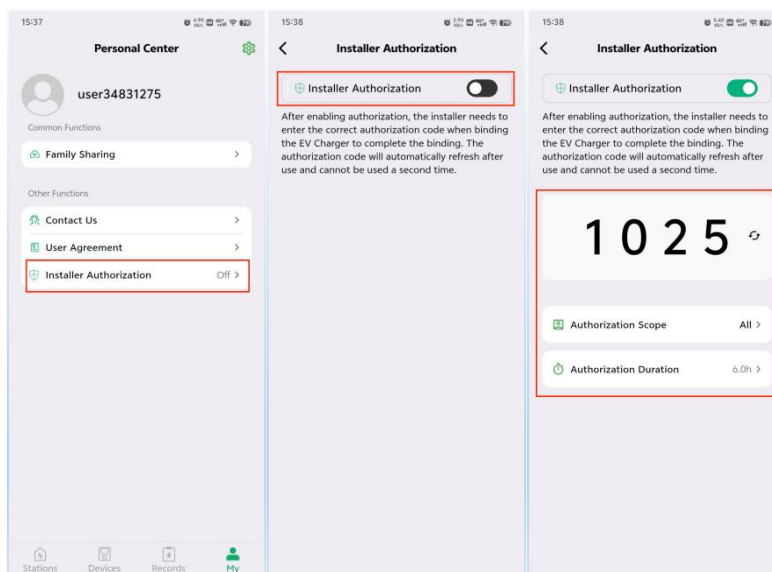 15:37
Personal Center
user34831275
Common Functions
Family Sharing
Other Functions
Contact Us
User Agreement
Installer Authorization Off
Stations Devices Records My
15:38
Installer Authorization
Installer Authorization
After enabling authorization, the installer needs to
enter the correct authorization code when binding
the EV Charger to complete the binding. The
authorization code will automatically refresh after
use and cannot be used a second time.
15:38
Installer Authorization
Installer Authorization
After enabling authorization, the installer needs to
enter the correct authorization code when binding
the EV Charger to complete the binding. The
authorization code will automatically refresh after
use and cannot be used a second time.
1025
Authorization Scope All
Authorization Duration 6.0h